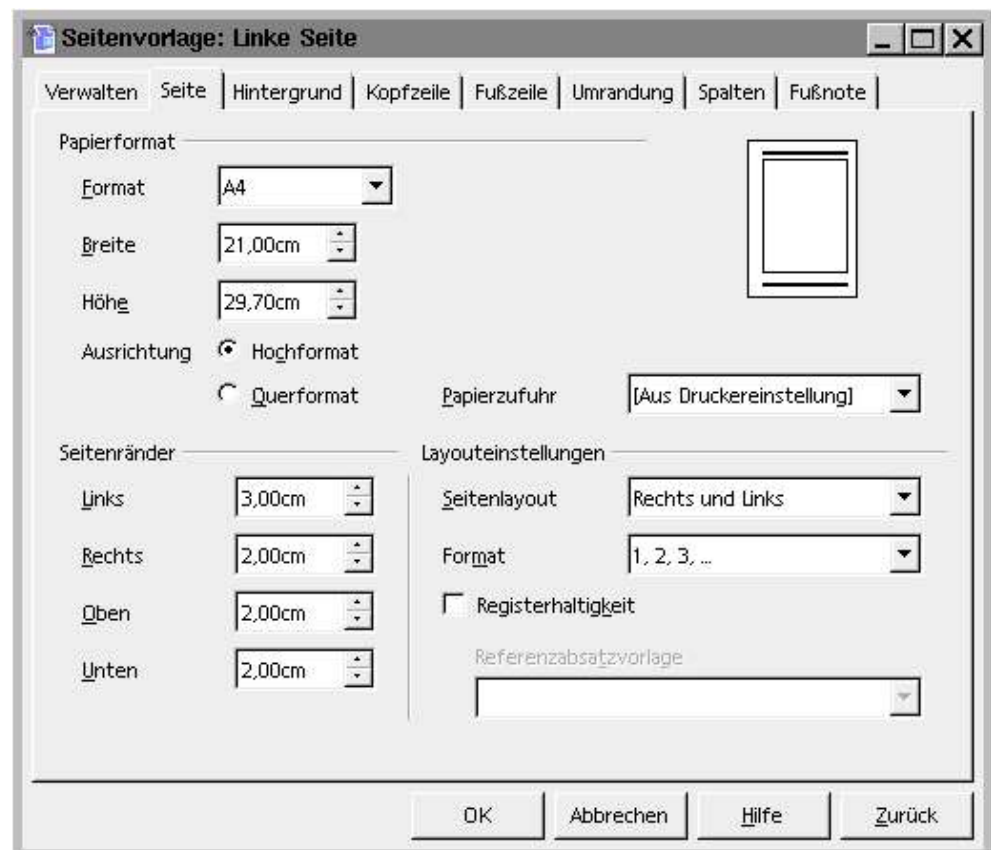 Seitenvorlage: Linke Seite
Verwalten Seite Hintergrund Kopfzeile Fußzeile Umrandung Spalten Fußnote
Papierformat
Format A4
Breite 21,00cm
Höhe 29,70cm
Ausrichtung Hochformat
Querformat Papierzufuhr [Aus Druckereinstellung]
Seitenränder Layouteinstellungen
Links 3,00cm Seitenlayout Rechts und Links
Rechts 2,00cm Format 1, 2, 3, ...
Oben 2,00cm Registerhaltigkeit
Referenzabsatzvorlage
Unten 2,00cm
OK Abbrechen Hilfe Zurück